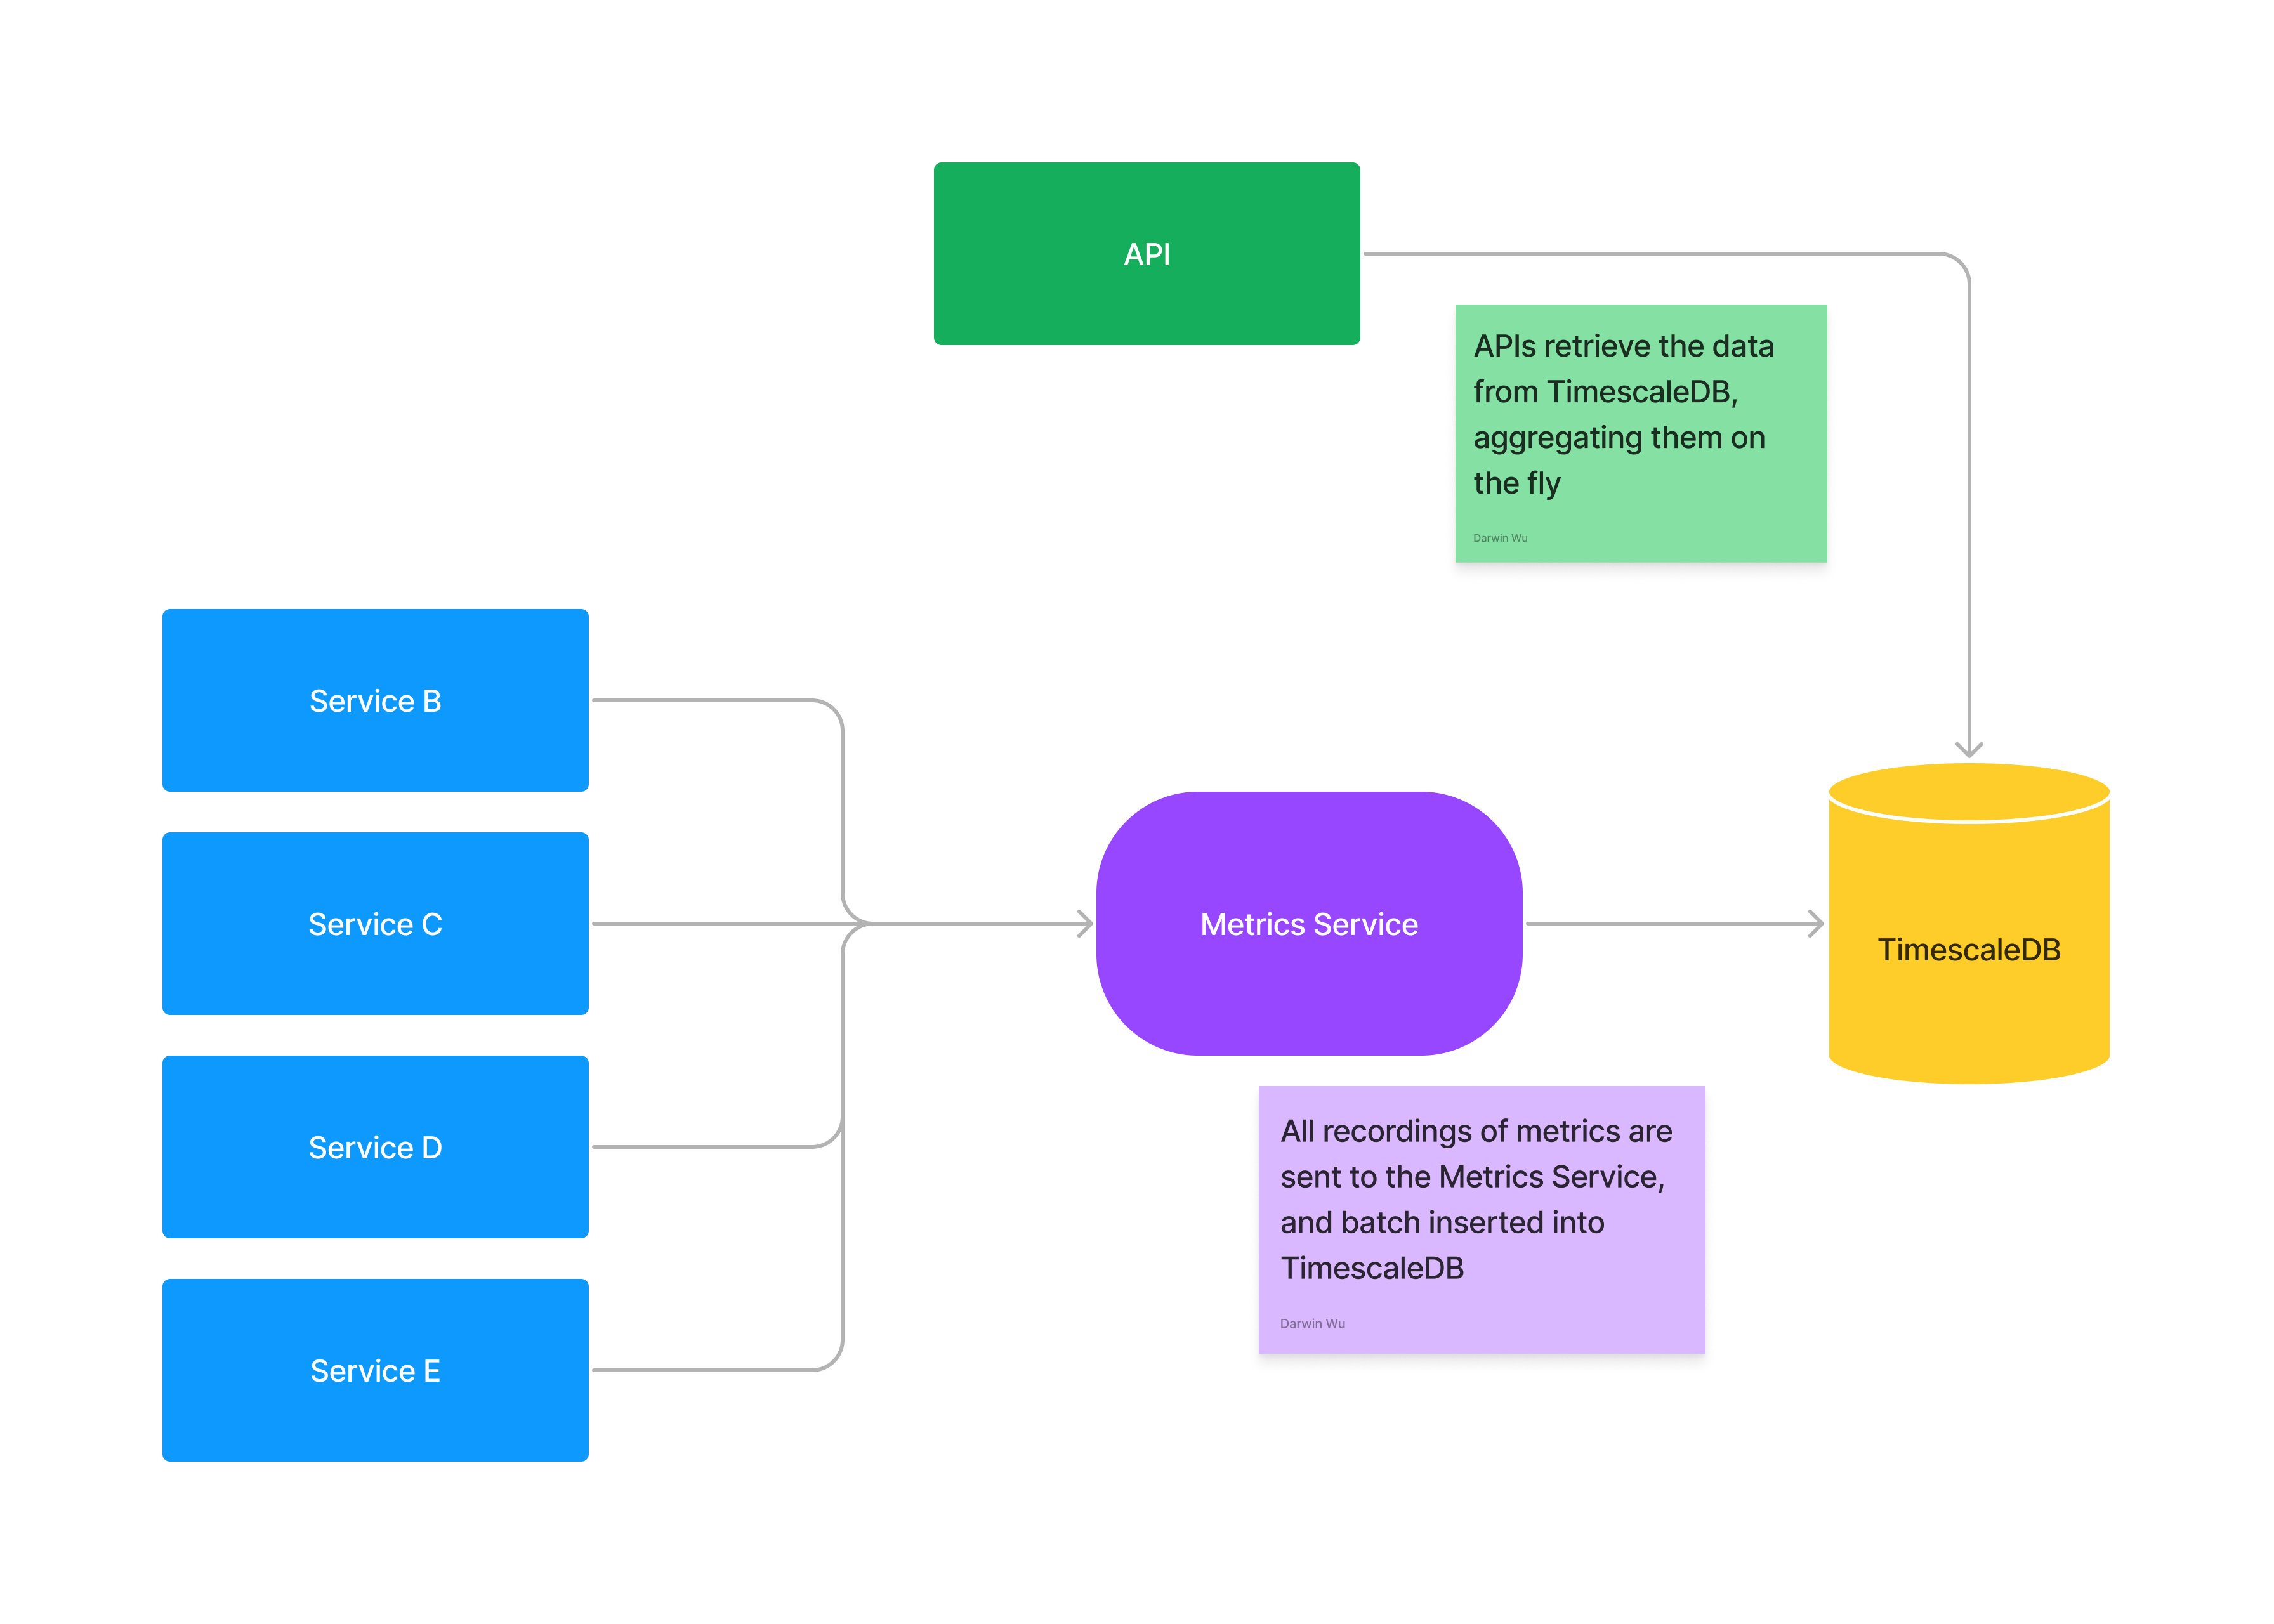 API
APIs retrieve the data
from TimescaleDB,
aggregating them on
the fly
Darwin Wu
Service B
Service C
Service D
Service E
Metrics Service
TimescaleDB
All recordings of metrics are
sent to the Metrics Service,
and batch inserted into
TimescaleDB
Darwin Wu